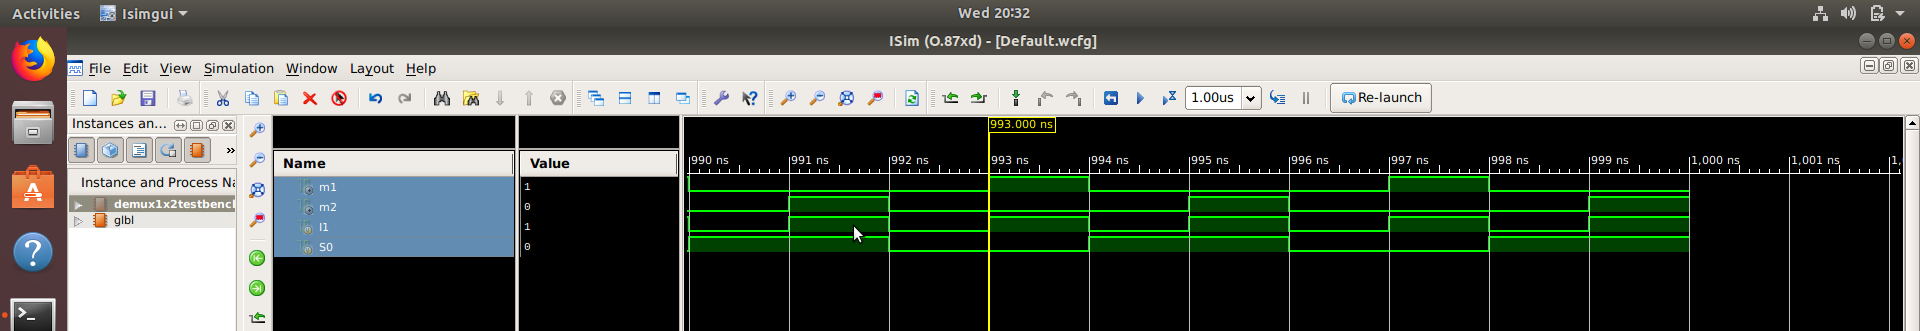 Activities Isimgui Wed 20:32
ISim (O.87xd) - [Default.wcfg]
File Edit View Simulation Window Layout Help
1.00us Re-launch
Instances an...
»
993.000 ns
Name Value
990 ns 991 ns 992 ns 993 ns 994 ns 995 ns 996 ns 997 ns 998 ns 999 ns 1,000 ns 1,001 ns 1,
Instance and Process Na
m1 1
demux1x2testbencl
m2 0
glbl
I1 1
S0 0